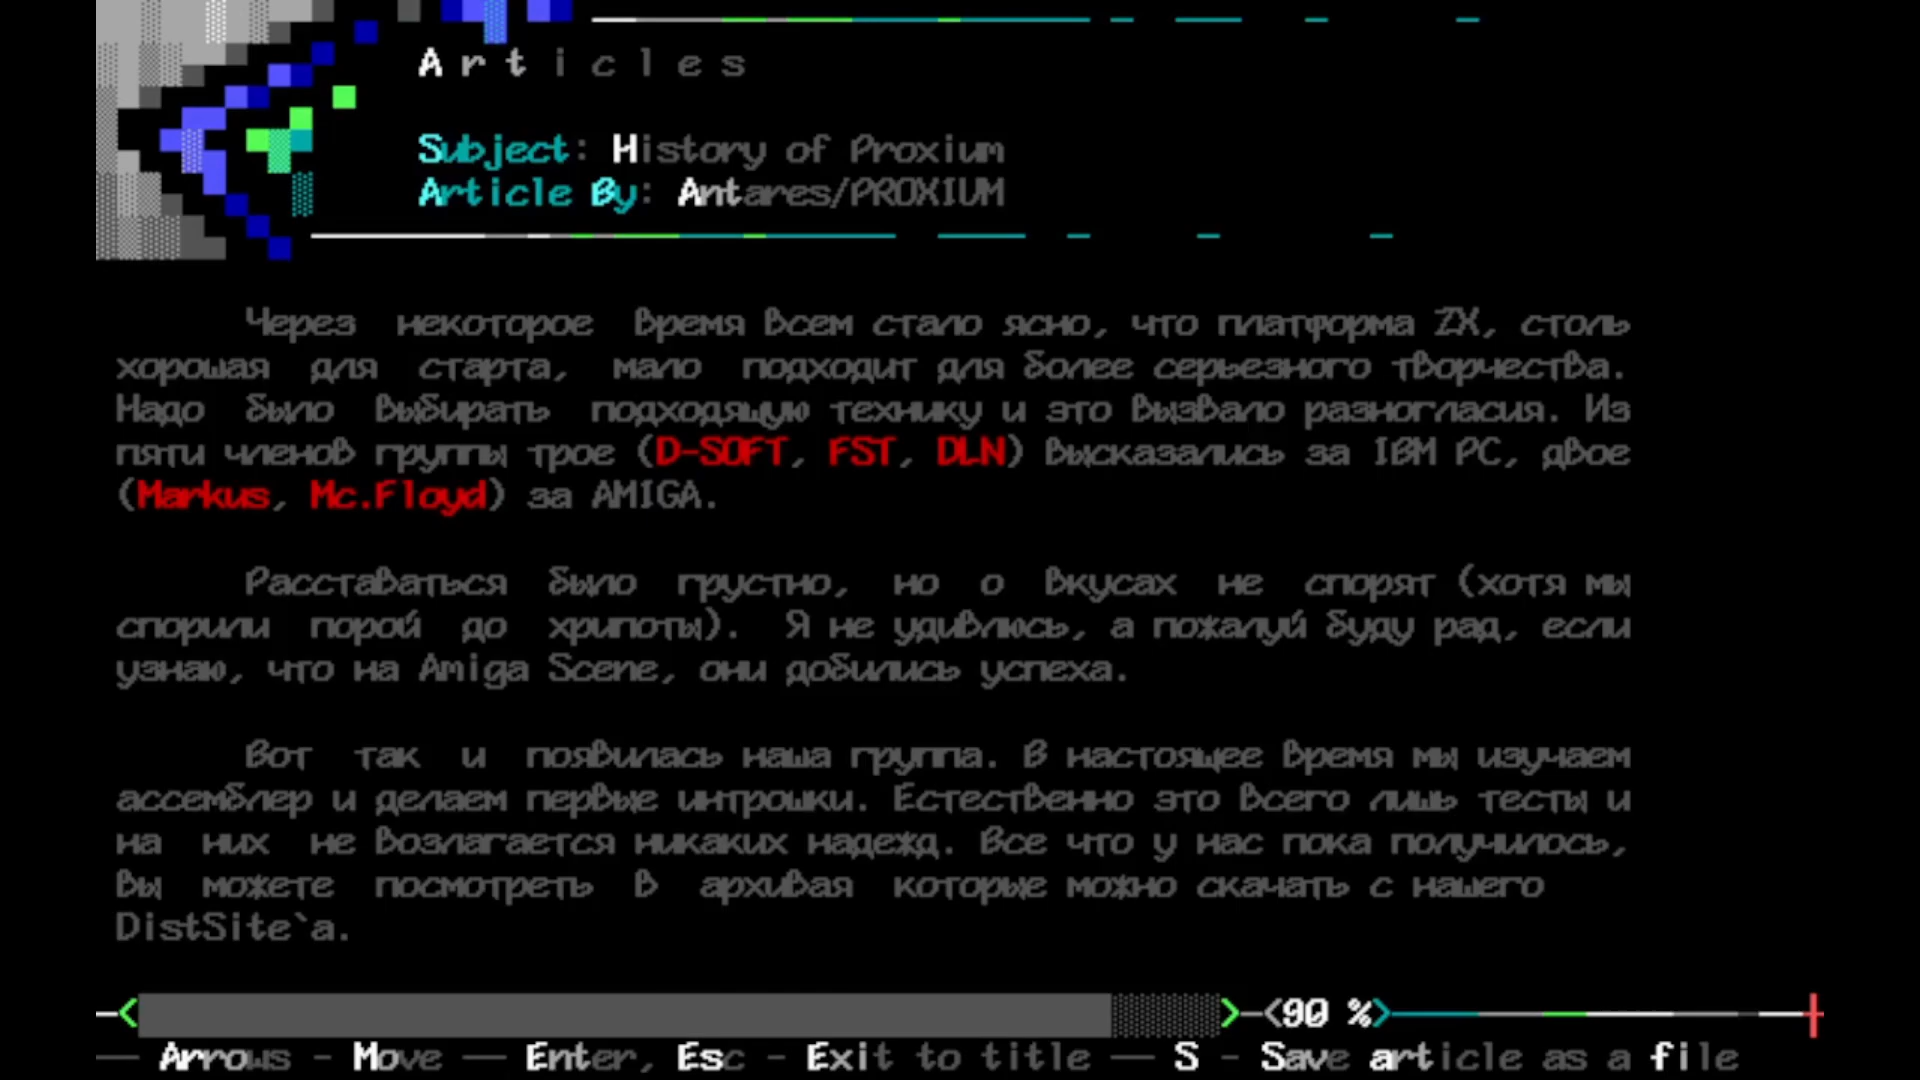 Articles
Subject: History of Proxium
Article By: Antares/PROXIUM
Через некоторое время всем стало ясно, что платформа ZX, столь
хорошая для старта, мало подходит для более серьезного творчества.
Надо было выбирать подходящую технику и это вызвало разногласия. Из
пяти членов группы трое (D-SOFT, FST, DLN) высказались за IBM PC, двое
(Markus, Mc.Floyd) за AMIGA.
Расставаться было грустно, но о вкусах не спорят (хотя мы
спорили порой до хрипоты). Я не удивлюсь, а пожалуй буду рад, если
узнаю, что на Amiga Scene, они добились успеха.
Вот так и появилась наша группа. В настоящее время мы изучаем
ассемблер и делаем первые интрошки. Естественно это всего лишь тесты и
на них не возлагается никаких надежд. Все что у нас пока получилось,
вы можете посмотреть в архивая которые можно скачать с нашего
DistSite`а.
90 %
Arrows - Move — Enter, Esc - Exit to title — S - Save article as a file